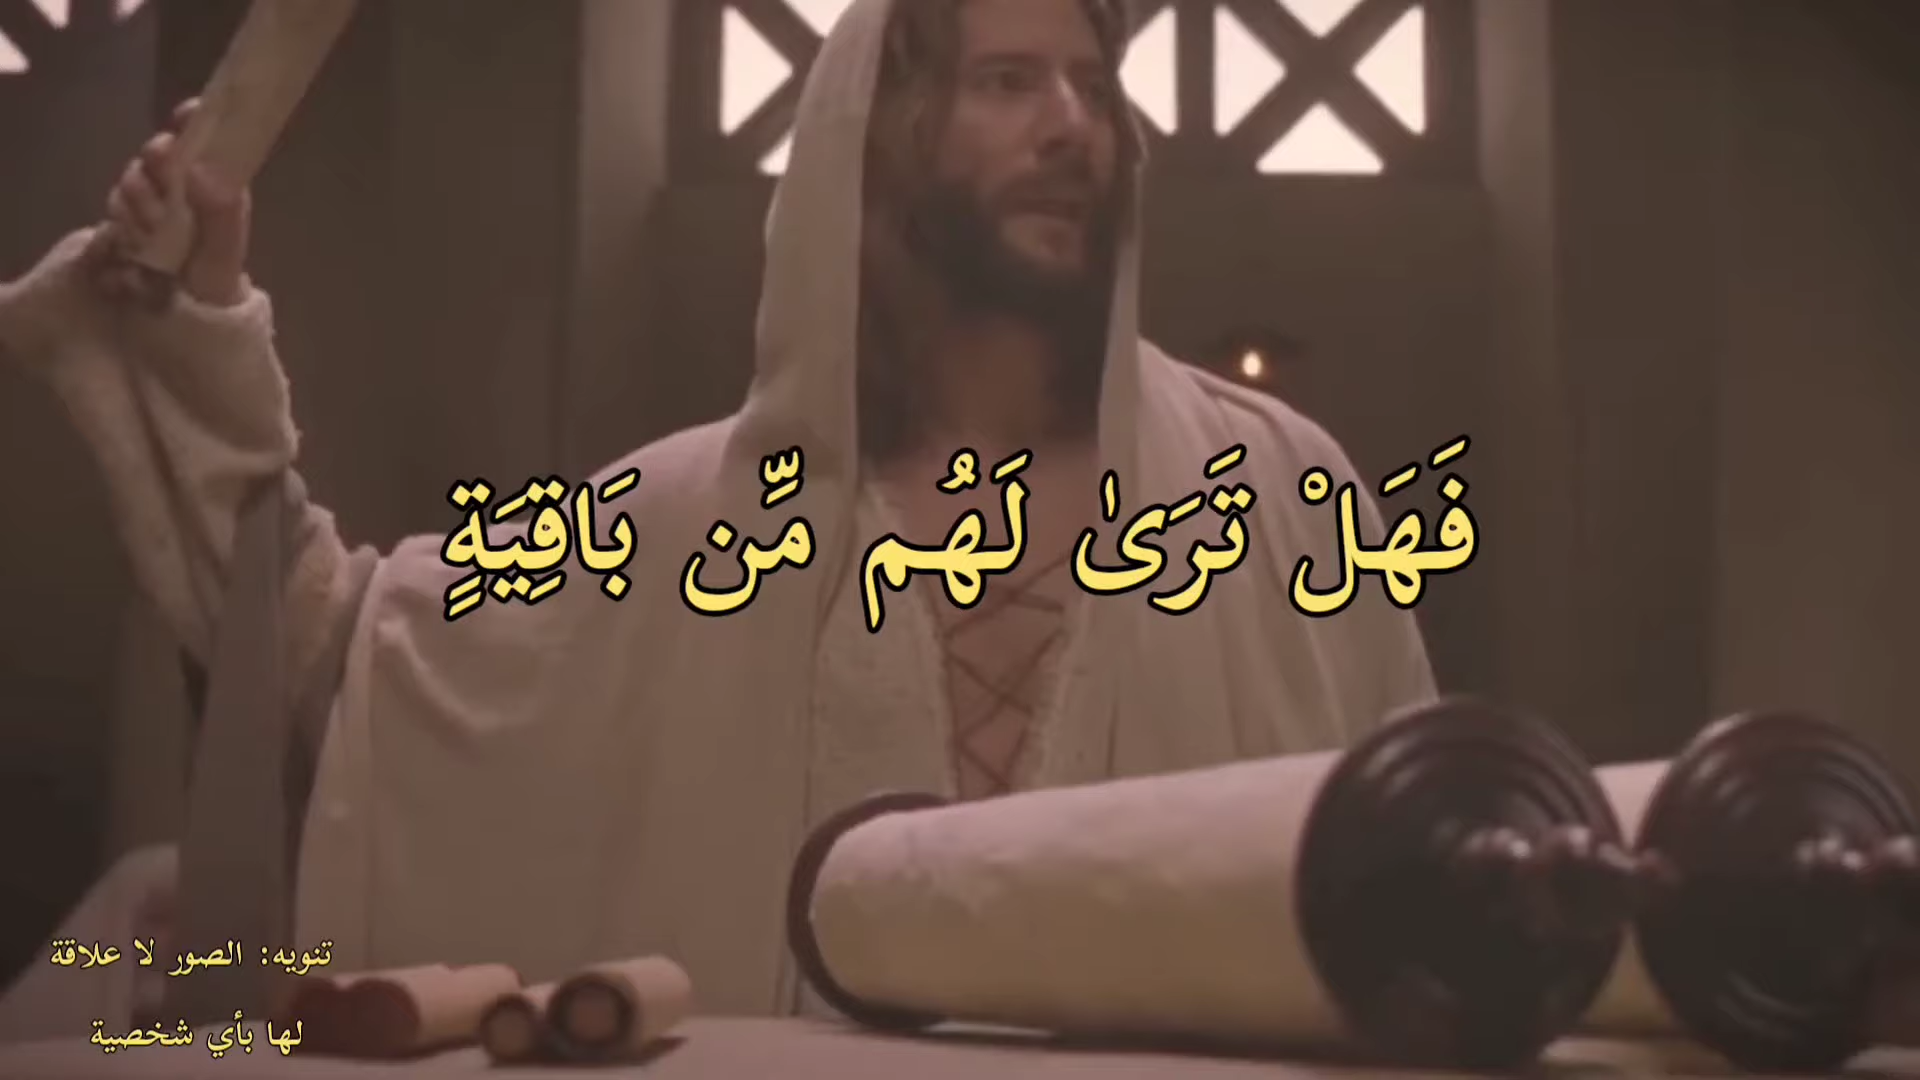 فَهَلْ تَرَىٰ لَهُم مِّن بَاقِيَةٍ
تنويه: الصور لا علاقة
لها بأي شخصية